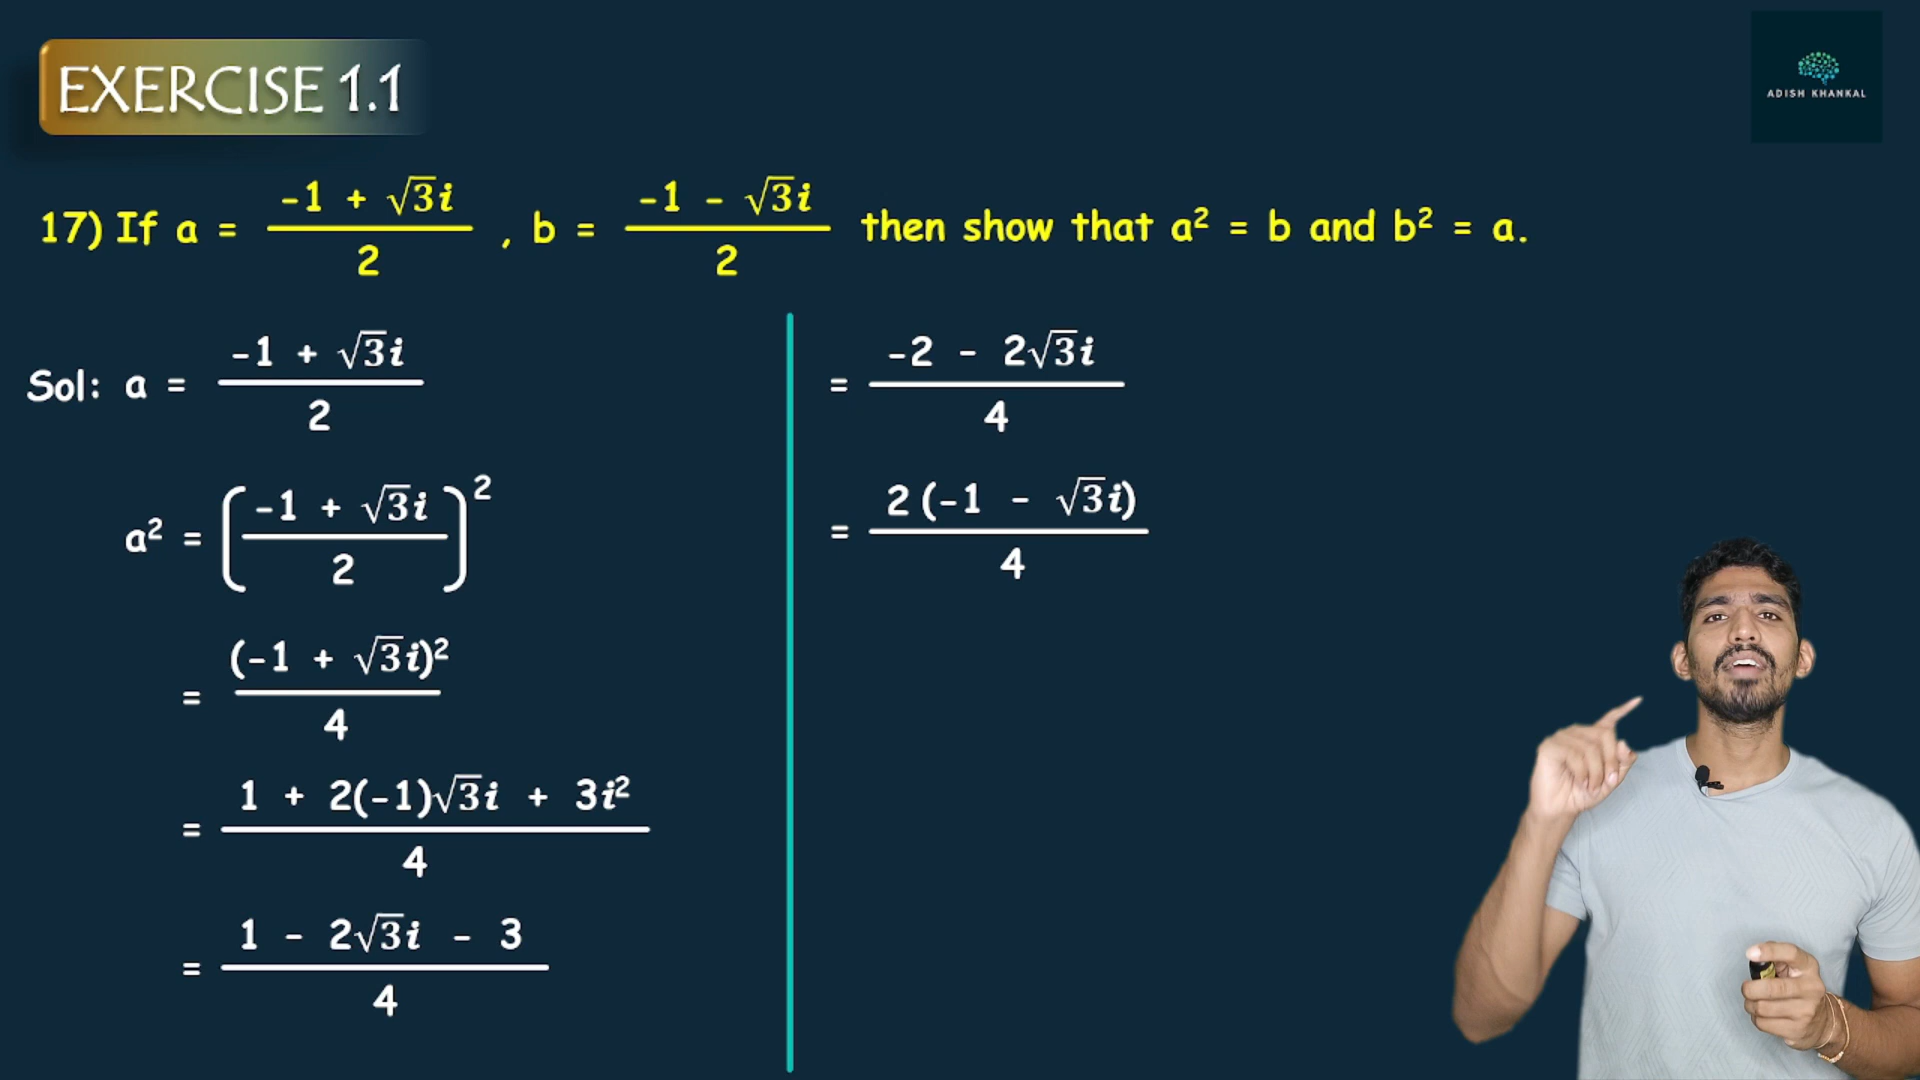 EXERCISE 1.1
ADISH KHANKAL
17) If a = (-1 + √3i)/2 , b = (-1 - √3i)/2 then show that a² = b and b² = a.
Sol: a = (-1 + √3i)/2
a² = ((-1 + √3i)/2)²
= (-1 + √3i)²/4
= (1 + 2(-1)√3i + 3i²)/4
= (1 - 2√3i - 3)/4
= (-2 - 2√3i)/4
= 2(-1 - √3i)/4